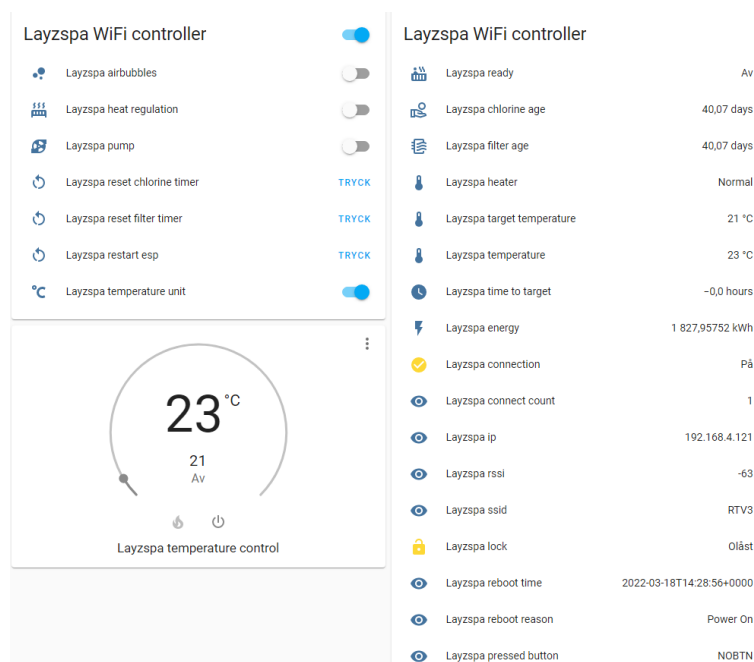 Layzspa WiFi controller
Layzspa airbubbles
Layzspa heat regulation
Layzspa pump
Layzspa reset chlorine timer TRYCK
Layzspa reset filter timer TRYCK
Layzspa restart esp TRYCK
°C Layzspa temperature unit
23 °C
21
Av
Layzspa temperature control
Layzspa WiFi controller
Layzspa ready Av
Layzspa chlorine age 40,07 days
Layzspa filter age 40,07 days
Layzspa heater Normal
Layzspa target temperature 21 °C
Layzspa temperature 23 °C
Layzspa time to target −0,0 hours
Layzspa energy 1 827,95752 kWh
Layzspa connection På
Layzspa connect count 1
Layzspa ip 192.168.4.121
Layzspa rssi -63
Layzspa ssid RTV3
Layzspa lock Olåst
Layzspa reboot time 2022-03-18T14:28:56+0000
Layzspa reboot reason Power On
Layzspa pressed button NOBTN